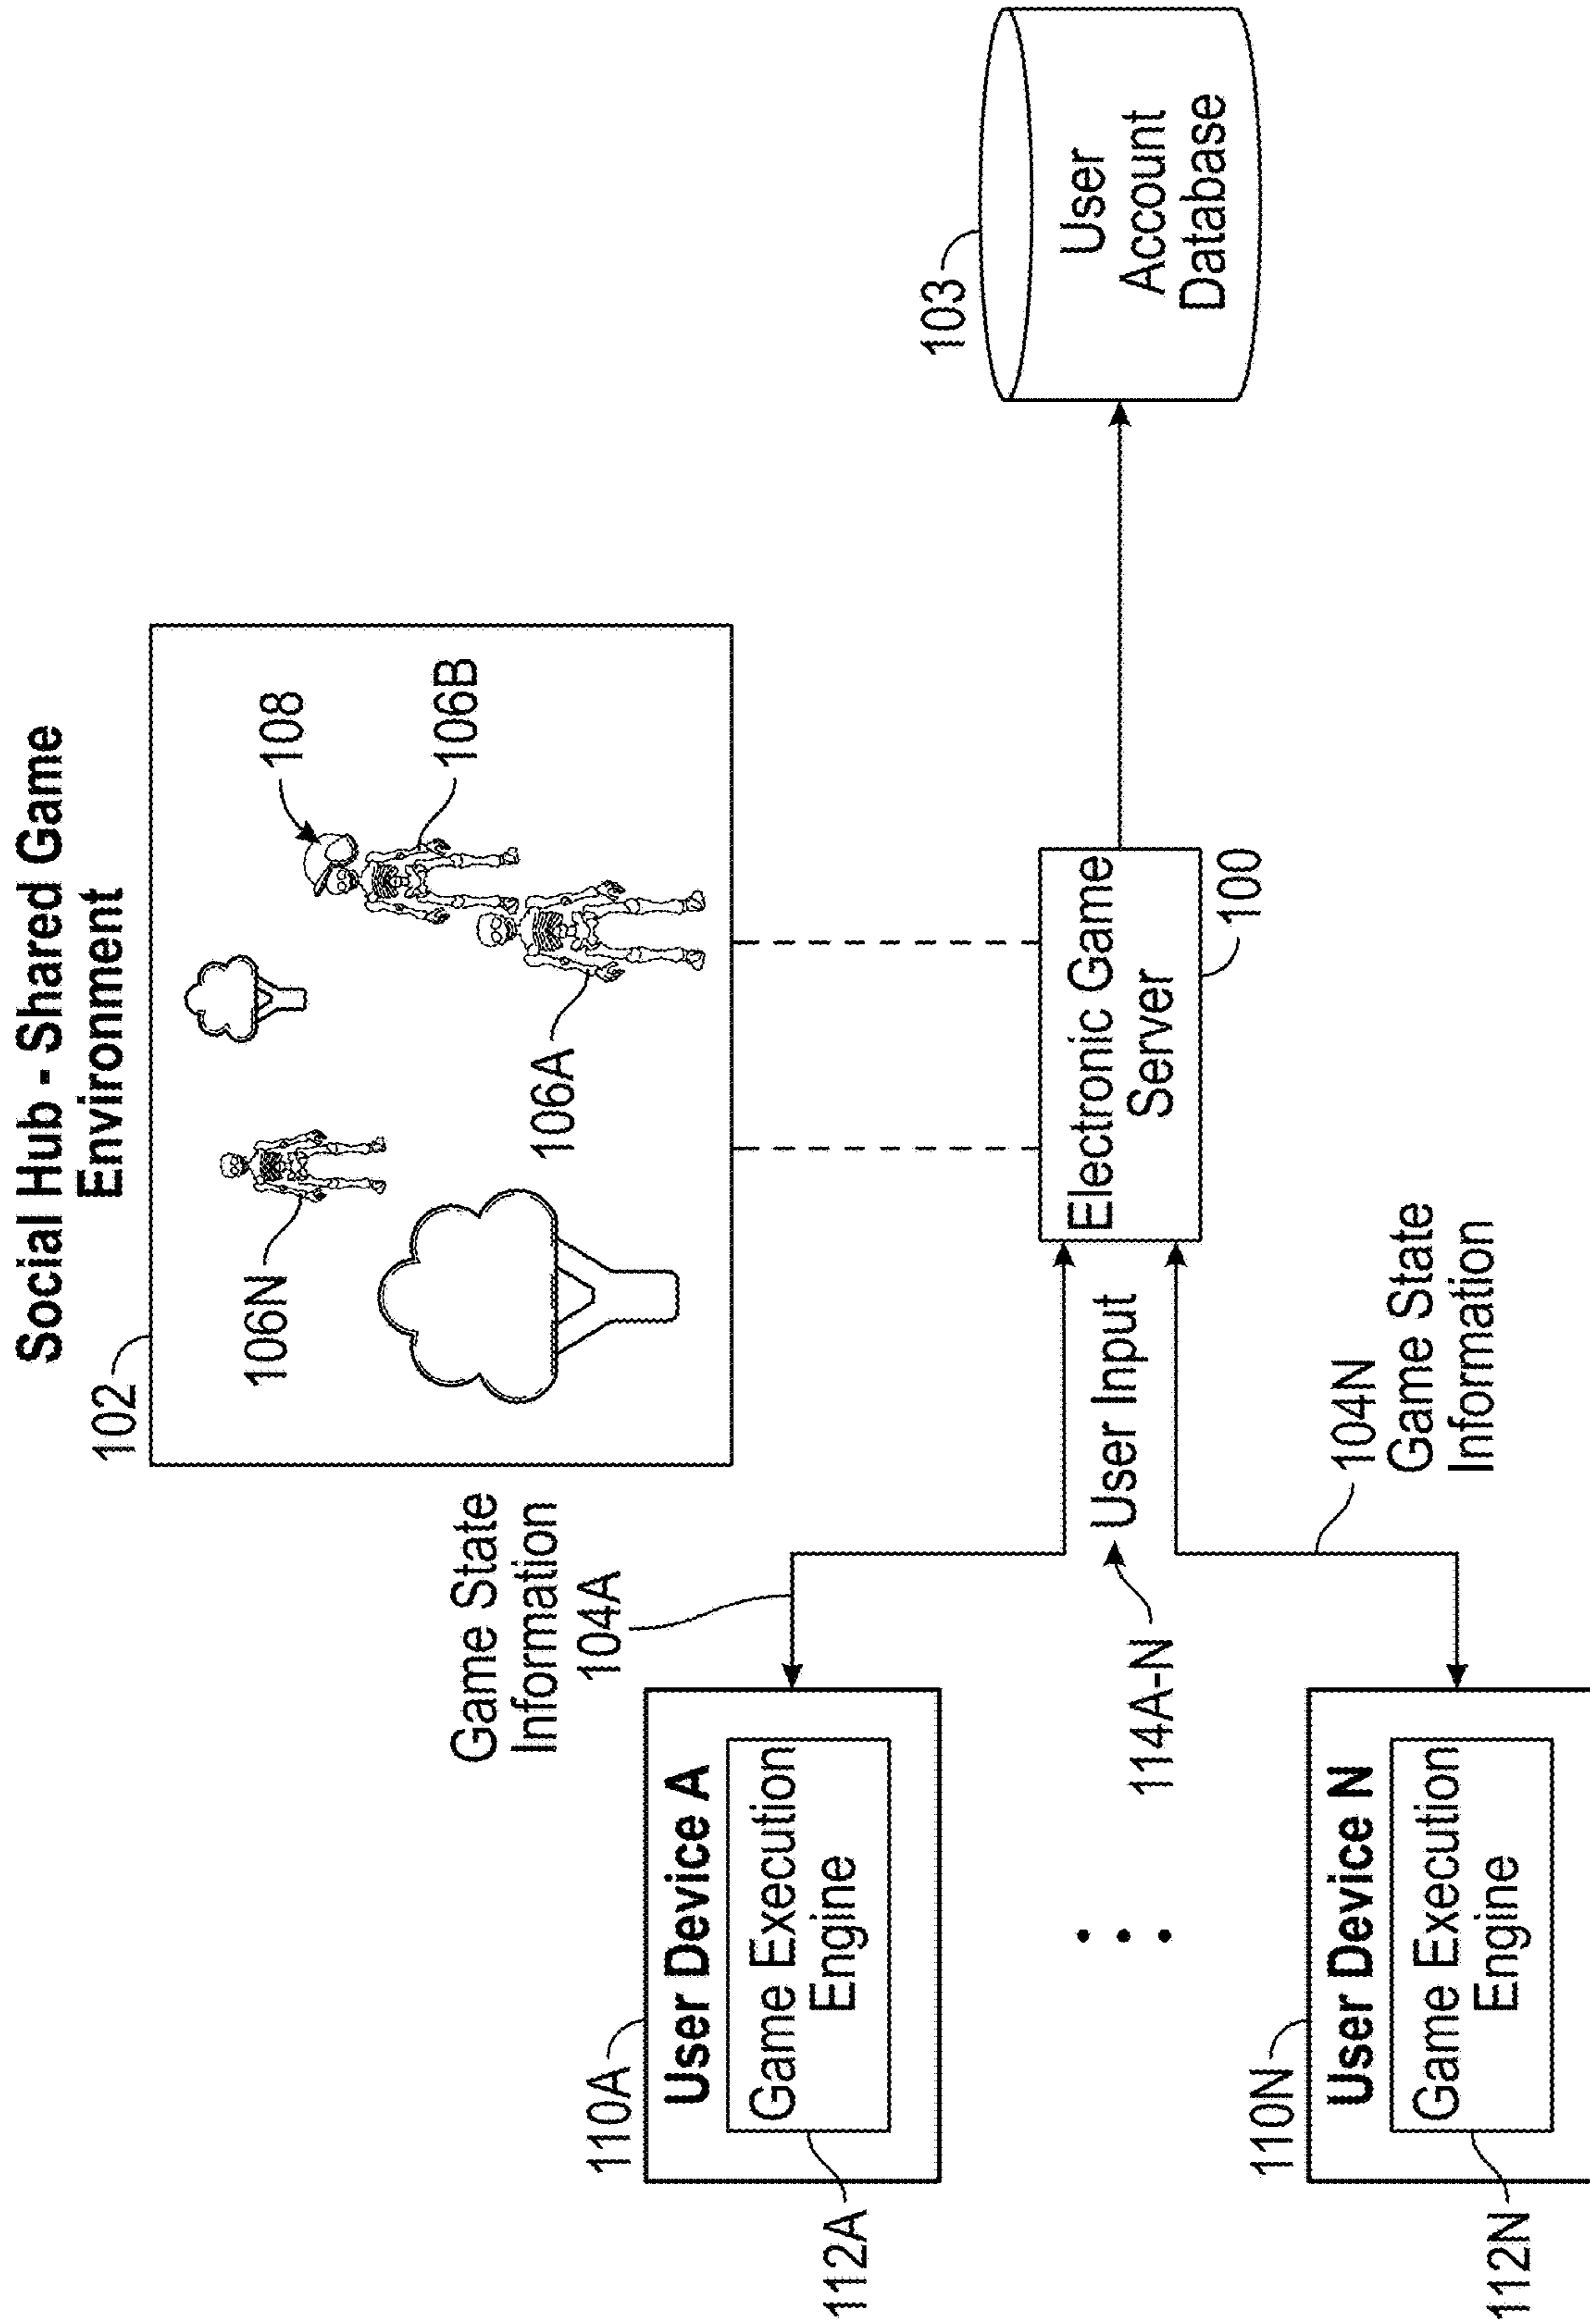 Social Hub - Shared Game
Environment
102
106N
106A
108
106B
Game State
Information
104A
110A
User Device A
Game Execution
Engine
112A
114A-N
User Input
Electronic Game
Server
100
103
User
Account
Database
104N
Game State
Information
110N
User Device N
Game Execution
Engine
112N